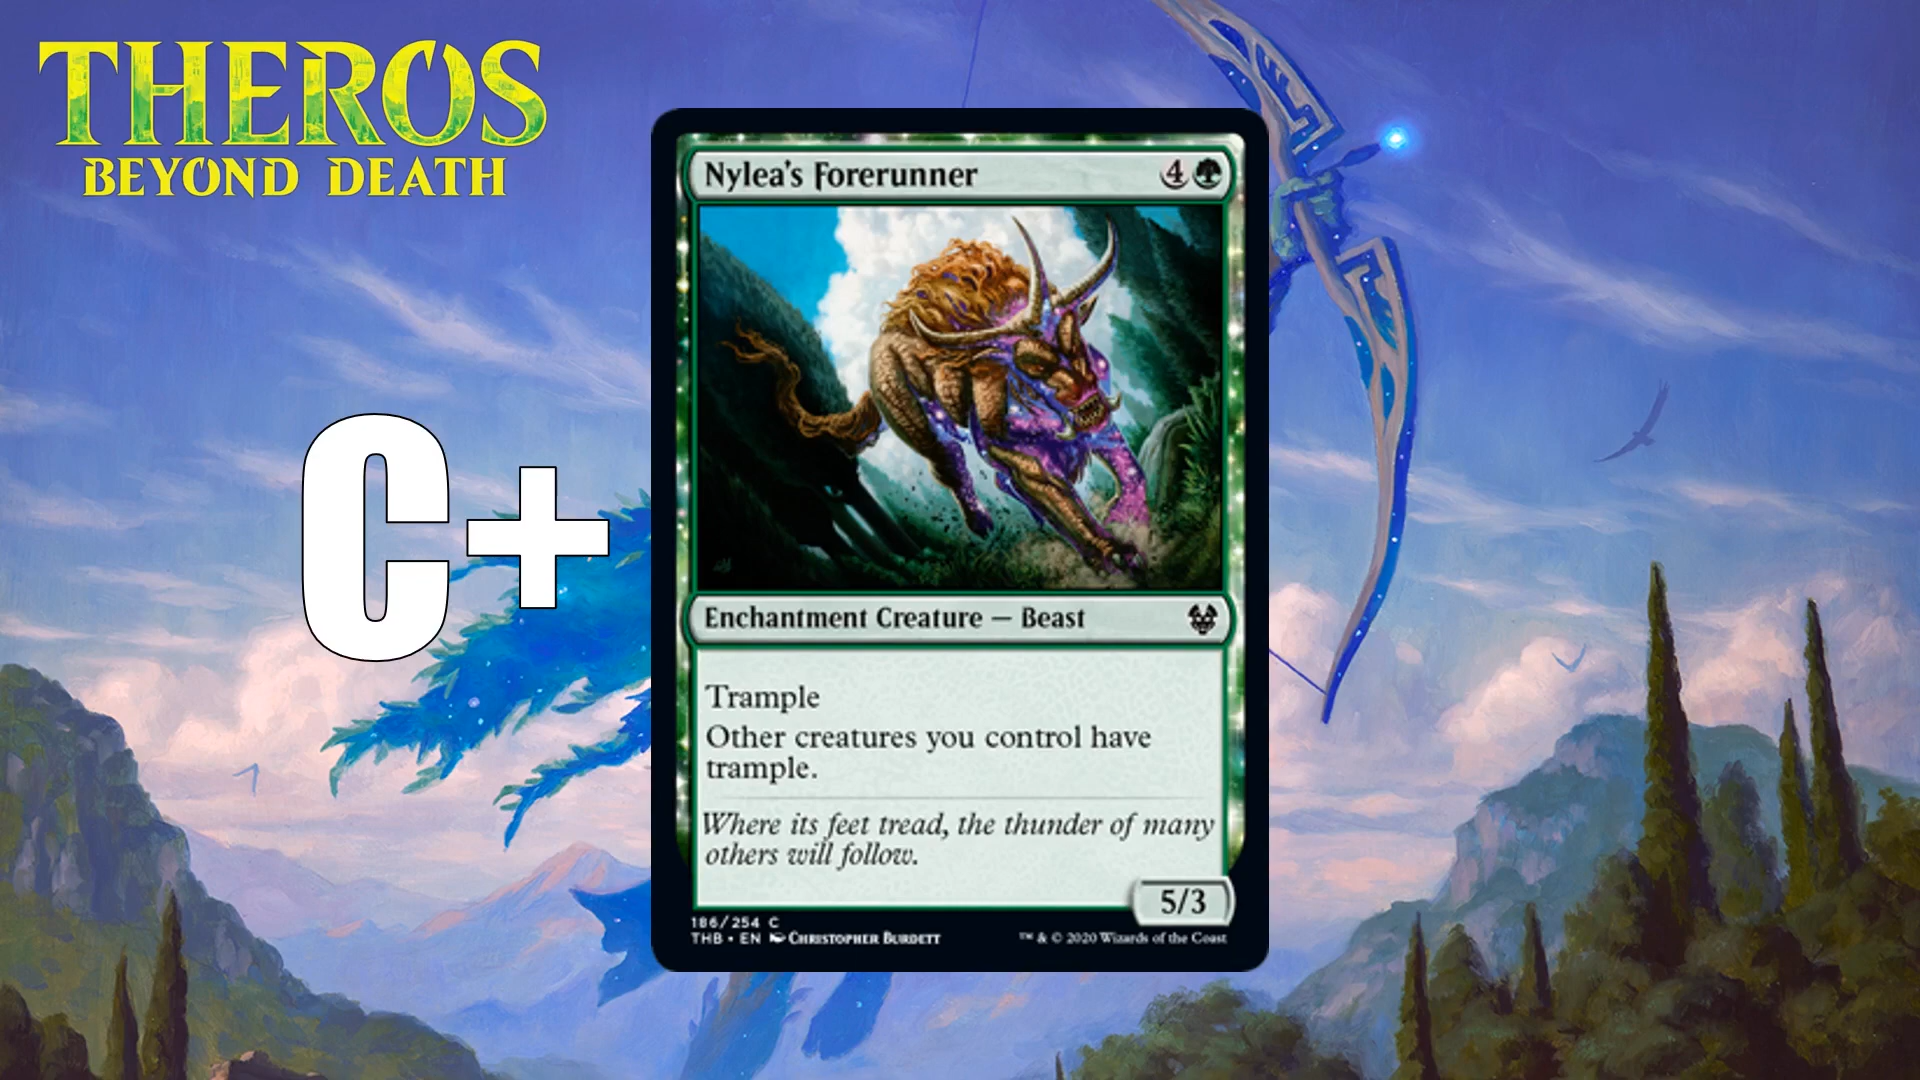 THEROS
BEYOND DEATH
C+
Nylea's Forerunner 4
Enchantment Creature — Beast
Trample
Other creatures you control have
trample.
Where its feet tread, the thunder of many
others will follow.
5/3
186/254 C
THB • EN Christopher Burdett
™ & © 2020 Wizards of the Coast